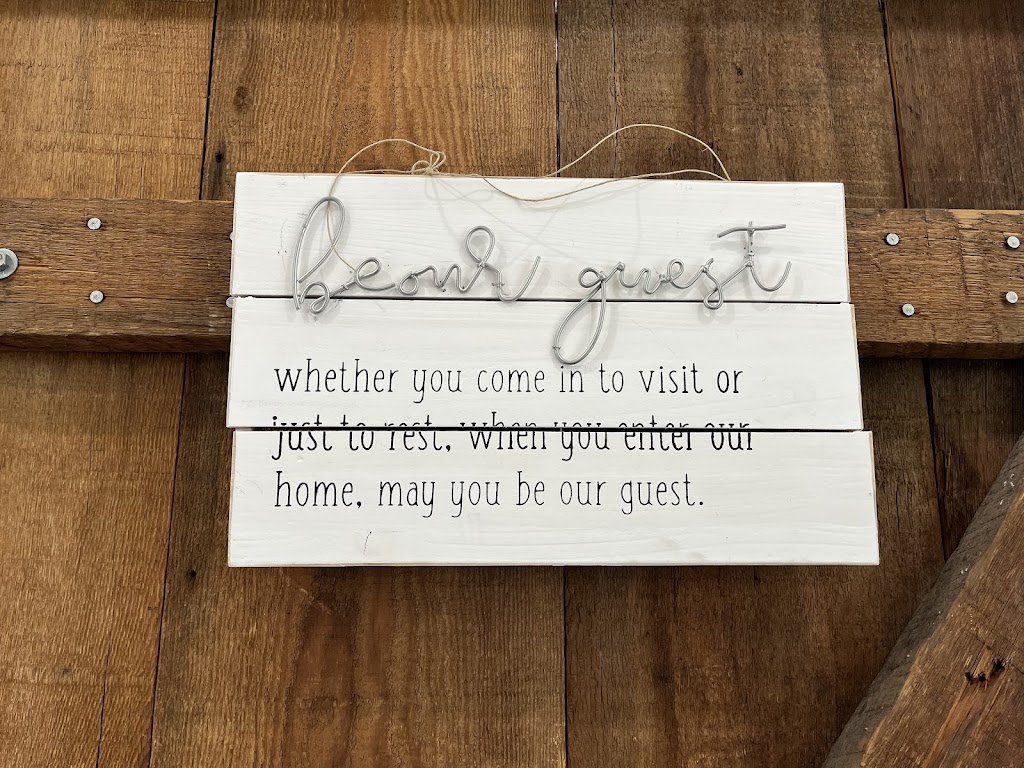 be our guest
whether you come in to visit or
just to rest, when you enter our
home, may you be our guest.